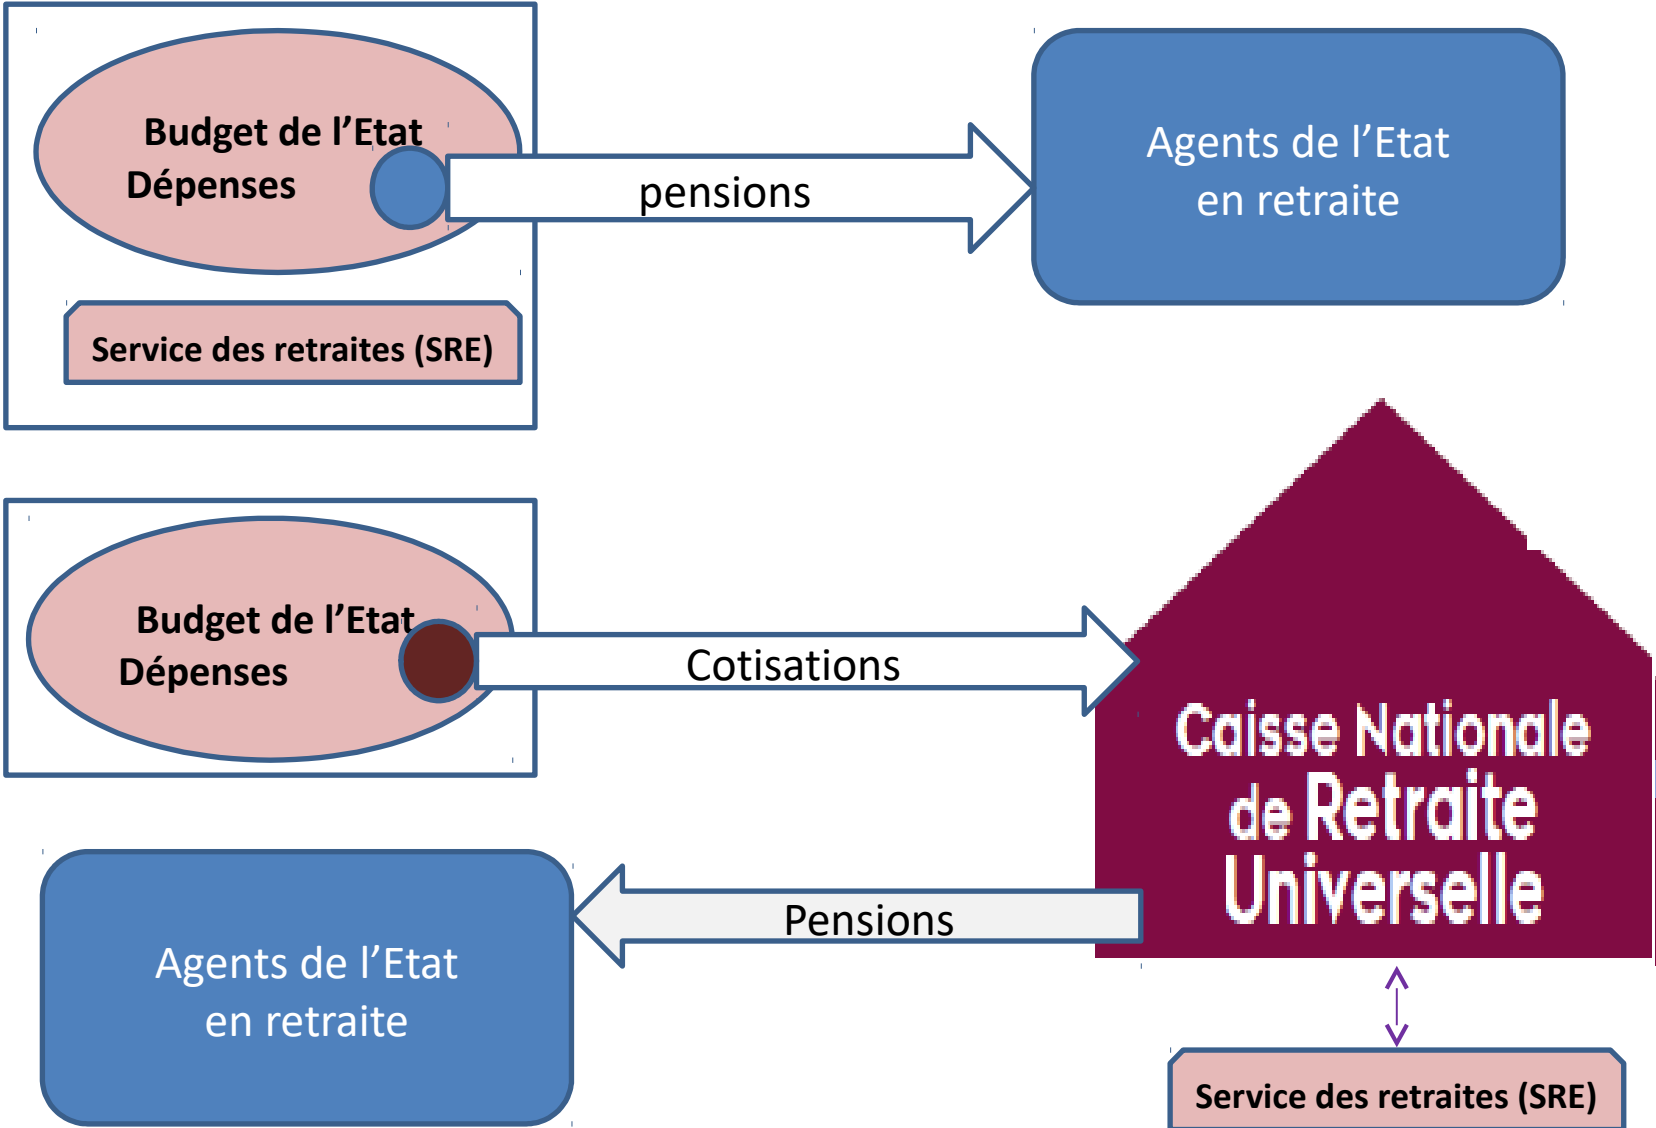 Budget de l’Etat
Dépenses
pensions
Agents de l’Etat
en retraite
Service des retraites (SRE)
Budget de l’Etat
Dépenses
Cotisations
Caisse Nationale
de Retraite
Universelle
Pensions
Agents de l’Etat
en retraite
Service des retraites (SRE)